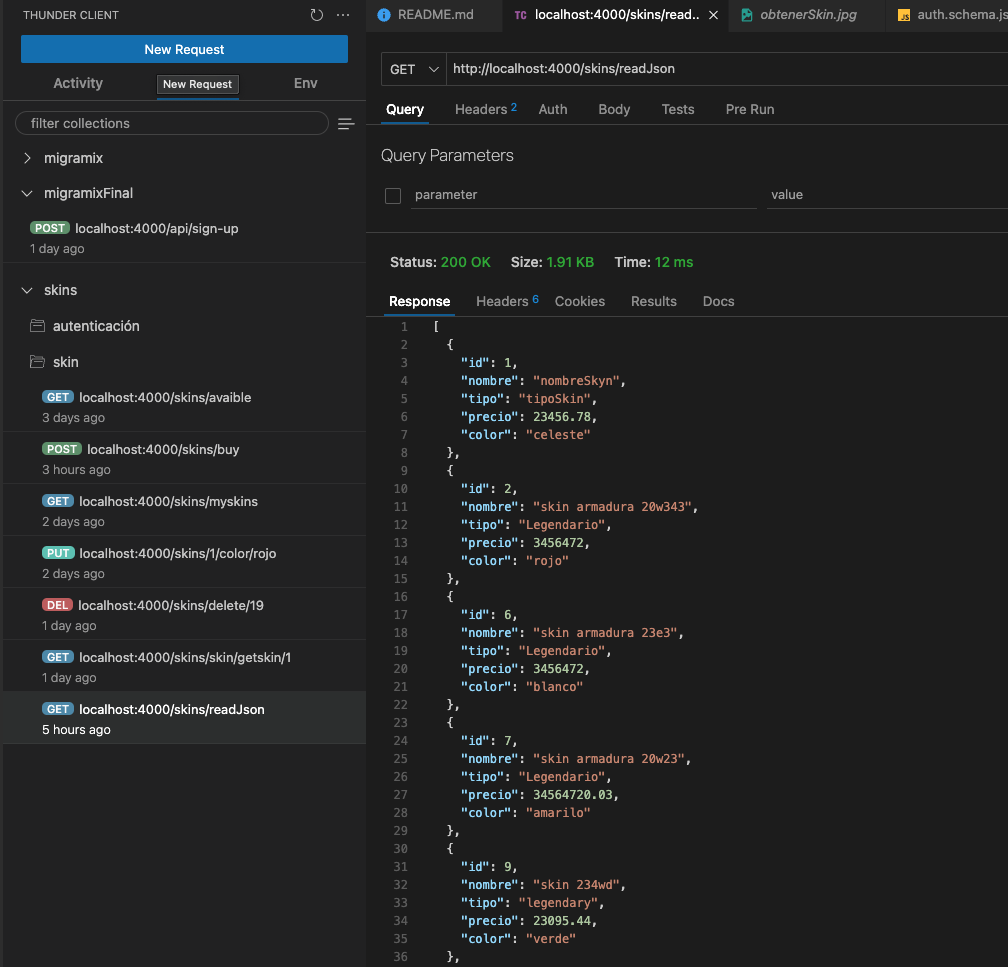 THUNDER CLIENT
New Request
Activity
New Request
Env
filter collections
migramix
migramixFinal
POST localhost:4000/api/sign-up
1 day ago
skins
autenticación
skin
GET localhost:4000/skins/avaible
3 days ago
POST localhost:4000/skins/buy
3 hours ago
GET localhost:4000/skins/myskins
2 days ago
PUT localhost:4000/skins/1/color/rojo
2 days ago
DEL localhost:4000/skins/delete/19
1 day ago
GET localhost:4000/skins/skin/getskin/1
1 day ago
GET localhost:4000/skins/readJson
5 hours ago
README.md
TC localhost:4000/skins/read..
obtenerSkin.jpg
JS auth.schema.js
GET http://localhost:4000/skins/readJson
Query Headers 2 Auth Body Tests Pre Run
Query Parameters
parameter value
Status: 200 OK Size: 1.91 KB Time: 12 ms
Response Headers 6 Cookies Results Docs
1 [
2 {
3 "id": 1,
4 "nombre": "nombreSkyn",
5 "tipo": "tipoSkin",
6 "precio": 23456.78,
7 "color": "celeste"
8 },
9 {
10 "id": 2,
11 "nombre": "skin armadura 20w343",
12 "tipo": "Legendario",
13 "precio": 3456472,
14 "color": "rojo"
15 },
16 {
17 "id": 6,
18 "nombre": "skin armadura 23e3",
19 "tipo": "Legendario",
20 "precio": 3456472,
21 "color": "blanco"
22 },
23 {
24 "id": 7,
25 "nombre": "skin armadura 20w23",
26 "tipo": "Legendario",
27 "precio": 34564720.03,
28 "color": "amarilo"
29 },
30 {
31 "id": 9,
32 "nombre": "skin 234wd",
33 "tipo": "legendary",
34 "precio": 23095.44,
35 "color": "verde"
36 },